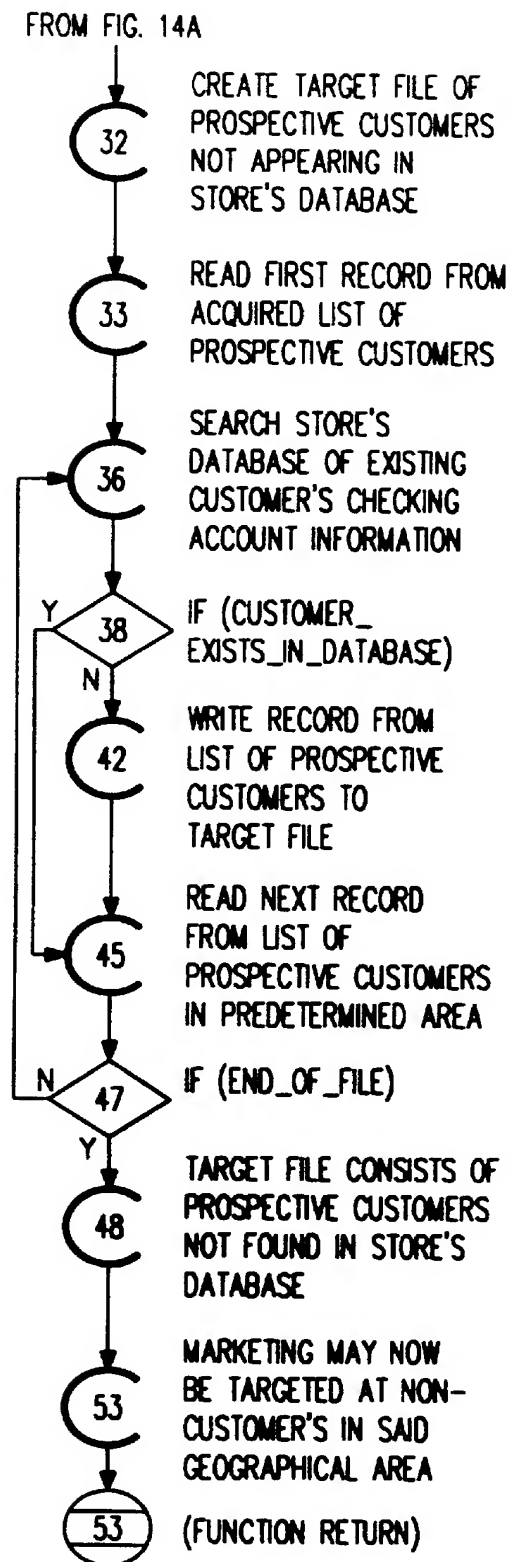 FROM FIG. 14A
32
CREATE TARGET FILE OF
PROSPECTIVE CUSTOMERS
NOT APPEARING IN
STORE'S DATABASE
33
READ FIRST RECORD FROM
ACQUIRED LIST OF
PROSPECTIVE CUSTOMERS
36
SEARCH STORE'S
DATABASE OF EXISTING
CUSTOMER'S CHECKING
ACCOUNT INFORMATION
Y
38
N
IF (CUSTOMER_
EXISTS_IN_DATABASE)
42
WRITE RECORD FROM
LIST OF PROSPECTIVE
CUSTOMERS TO
TARGET FILE
45
READ NEXT RECORD
FROM LIST OF
PROSPECTIVE CUSTOMERS
IN PREDETERMINED AREA
N
47
Y
IF (END_OF_FILE)
48
TARGET FILE CONSISTS OF
PROSPECTIVE CUSTOMERS
NOT FOUND IN STORE'S
DATABASE
53
MARKETING MAY NOW
BE TARGETED AT NON-
CUSTOMER'S IN SAID
GEOGRAPHICAL AREA
53
(FUNCTION RETURN)